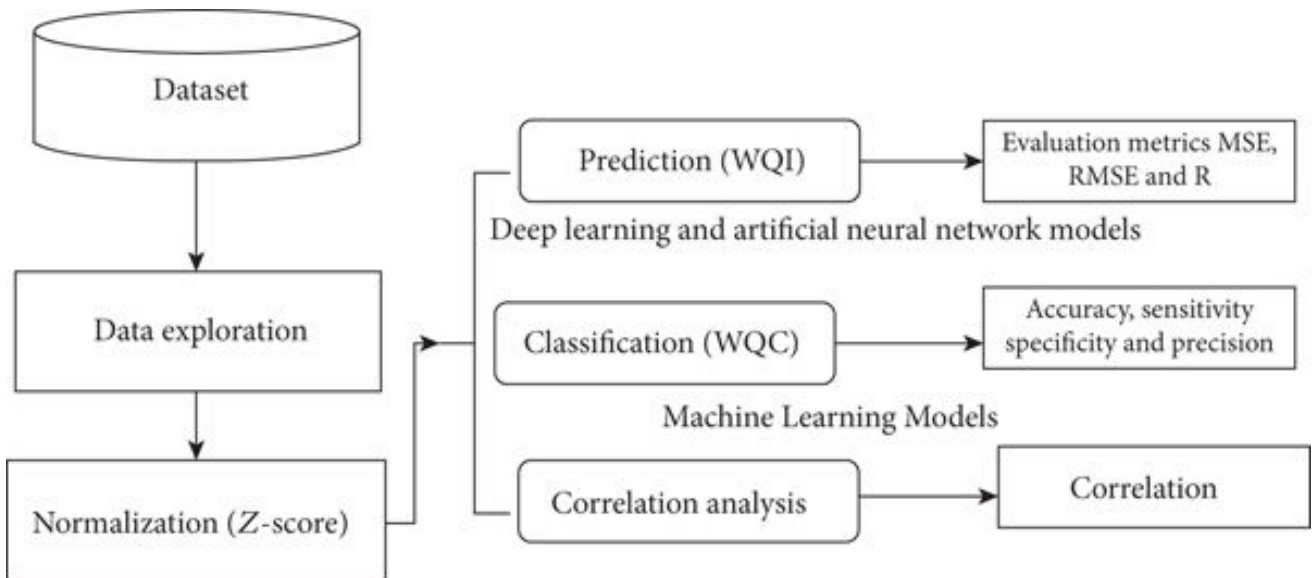 Dataset
Data exploration
Normalization (Z-score)
Prediction (WQI)
Evaluation metrics MSE,
RMSE and R
Deep learning and artificial neural network models
Classification (WQC)
Accuracy, sensitivity
specificity and precision
Machine Learning Models
Correlation analysis
Correlation